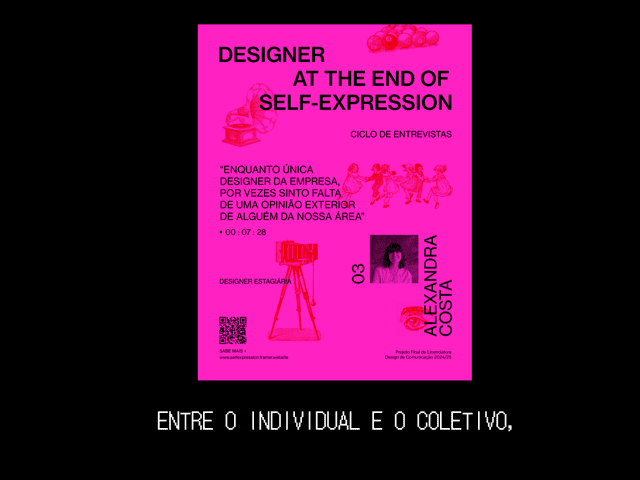 DESIGNER
AT THE END OF
SELF-EXPRESSION
CICLO DE ENTREVISTAS
"ENQUANTO ÚNICA
DESIGNER DA EMPRESA,
POR VEZES SINTO FALTA
DE UMA OPINIÃO EXTERIOR
DE ALGUÉM DA NOSSA ÁREA"
• 00 : 07 : 28
DESIGNER ESTAGIÁRIA
03
ALEXANDRA
COSTA
SABE MAIS –
Projeto Final de Licenciatura
Design de Comunicação 2024/25
ENTRE O INDIVIDUAL E O COLETIVO,